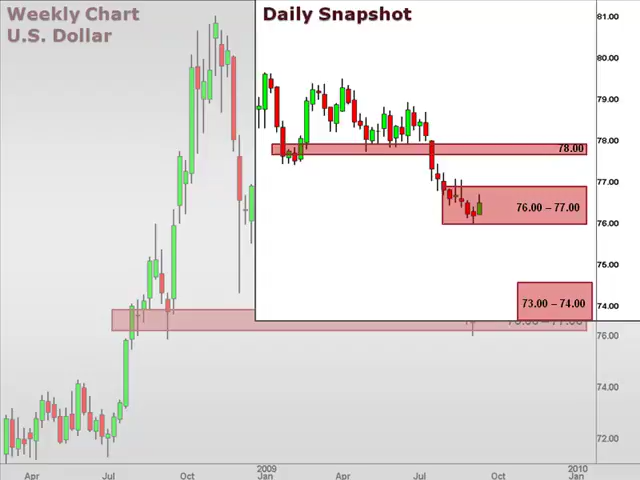 Weekly Chart
U.S. Dollar
Daily Snapshot
81.00
80.00
79.00
78.00
78.00
77.00
76.00 – 77.00
76.00
75.00
73.00 – 74.00
74.00
76.00
74.00
72.00
2009
2010
Apr
Jul
Oct
Jan
Apr
Jul
Oct
Jan